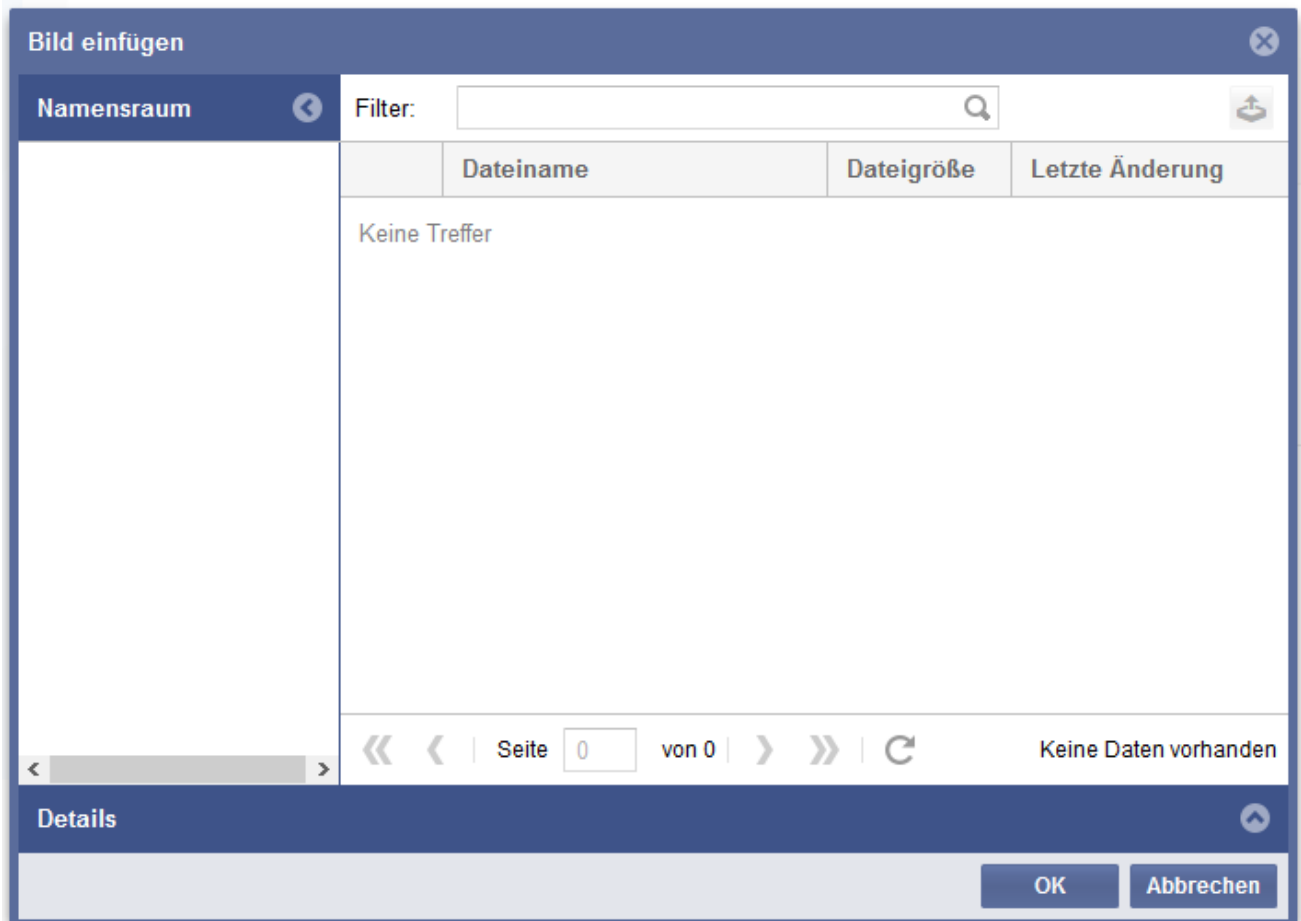 Bild einfügen
Namensraum
Filter:
Dateiname Dateigröße Letzte Änderung
Keine Treffer
Seite 0 von 0 Keine Daten vorhanden
Details
OK Abbrechen